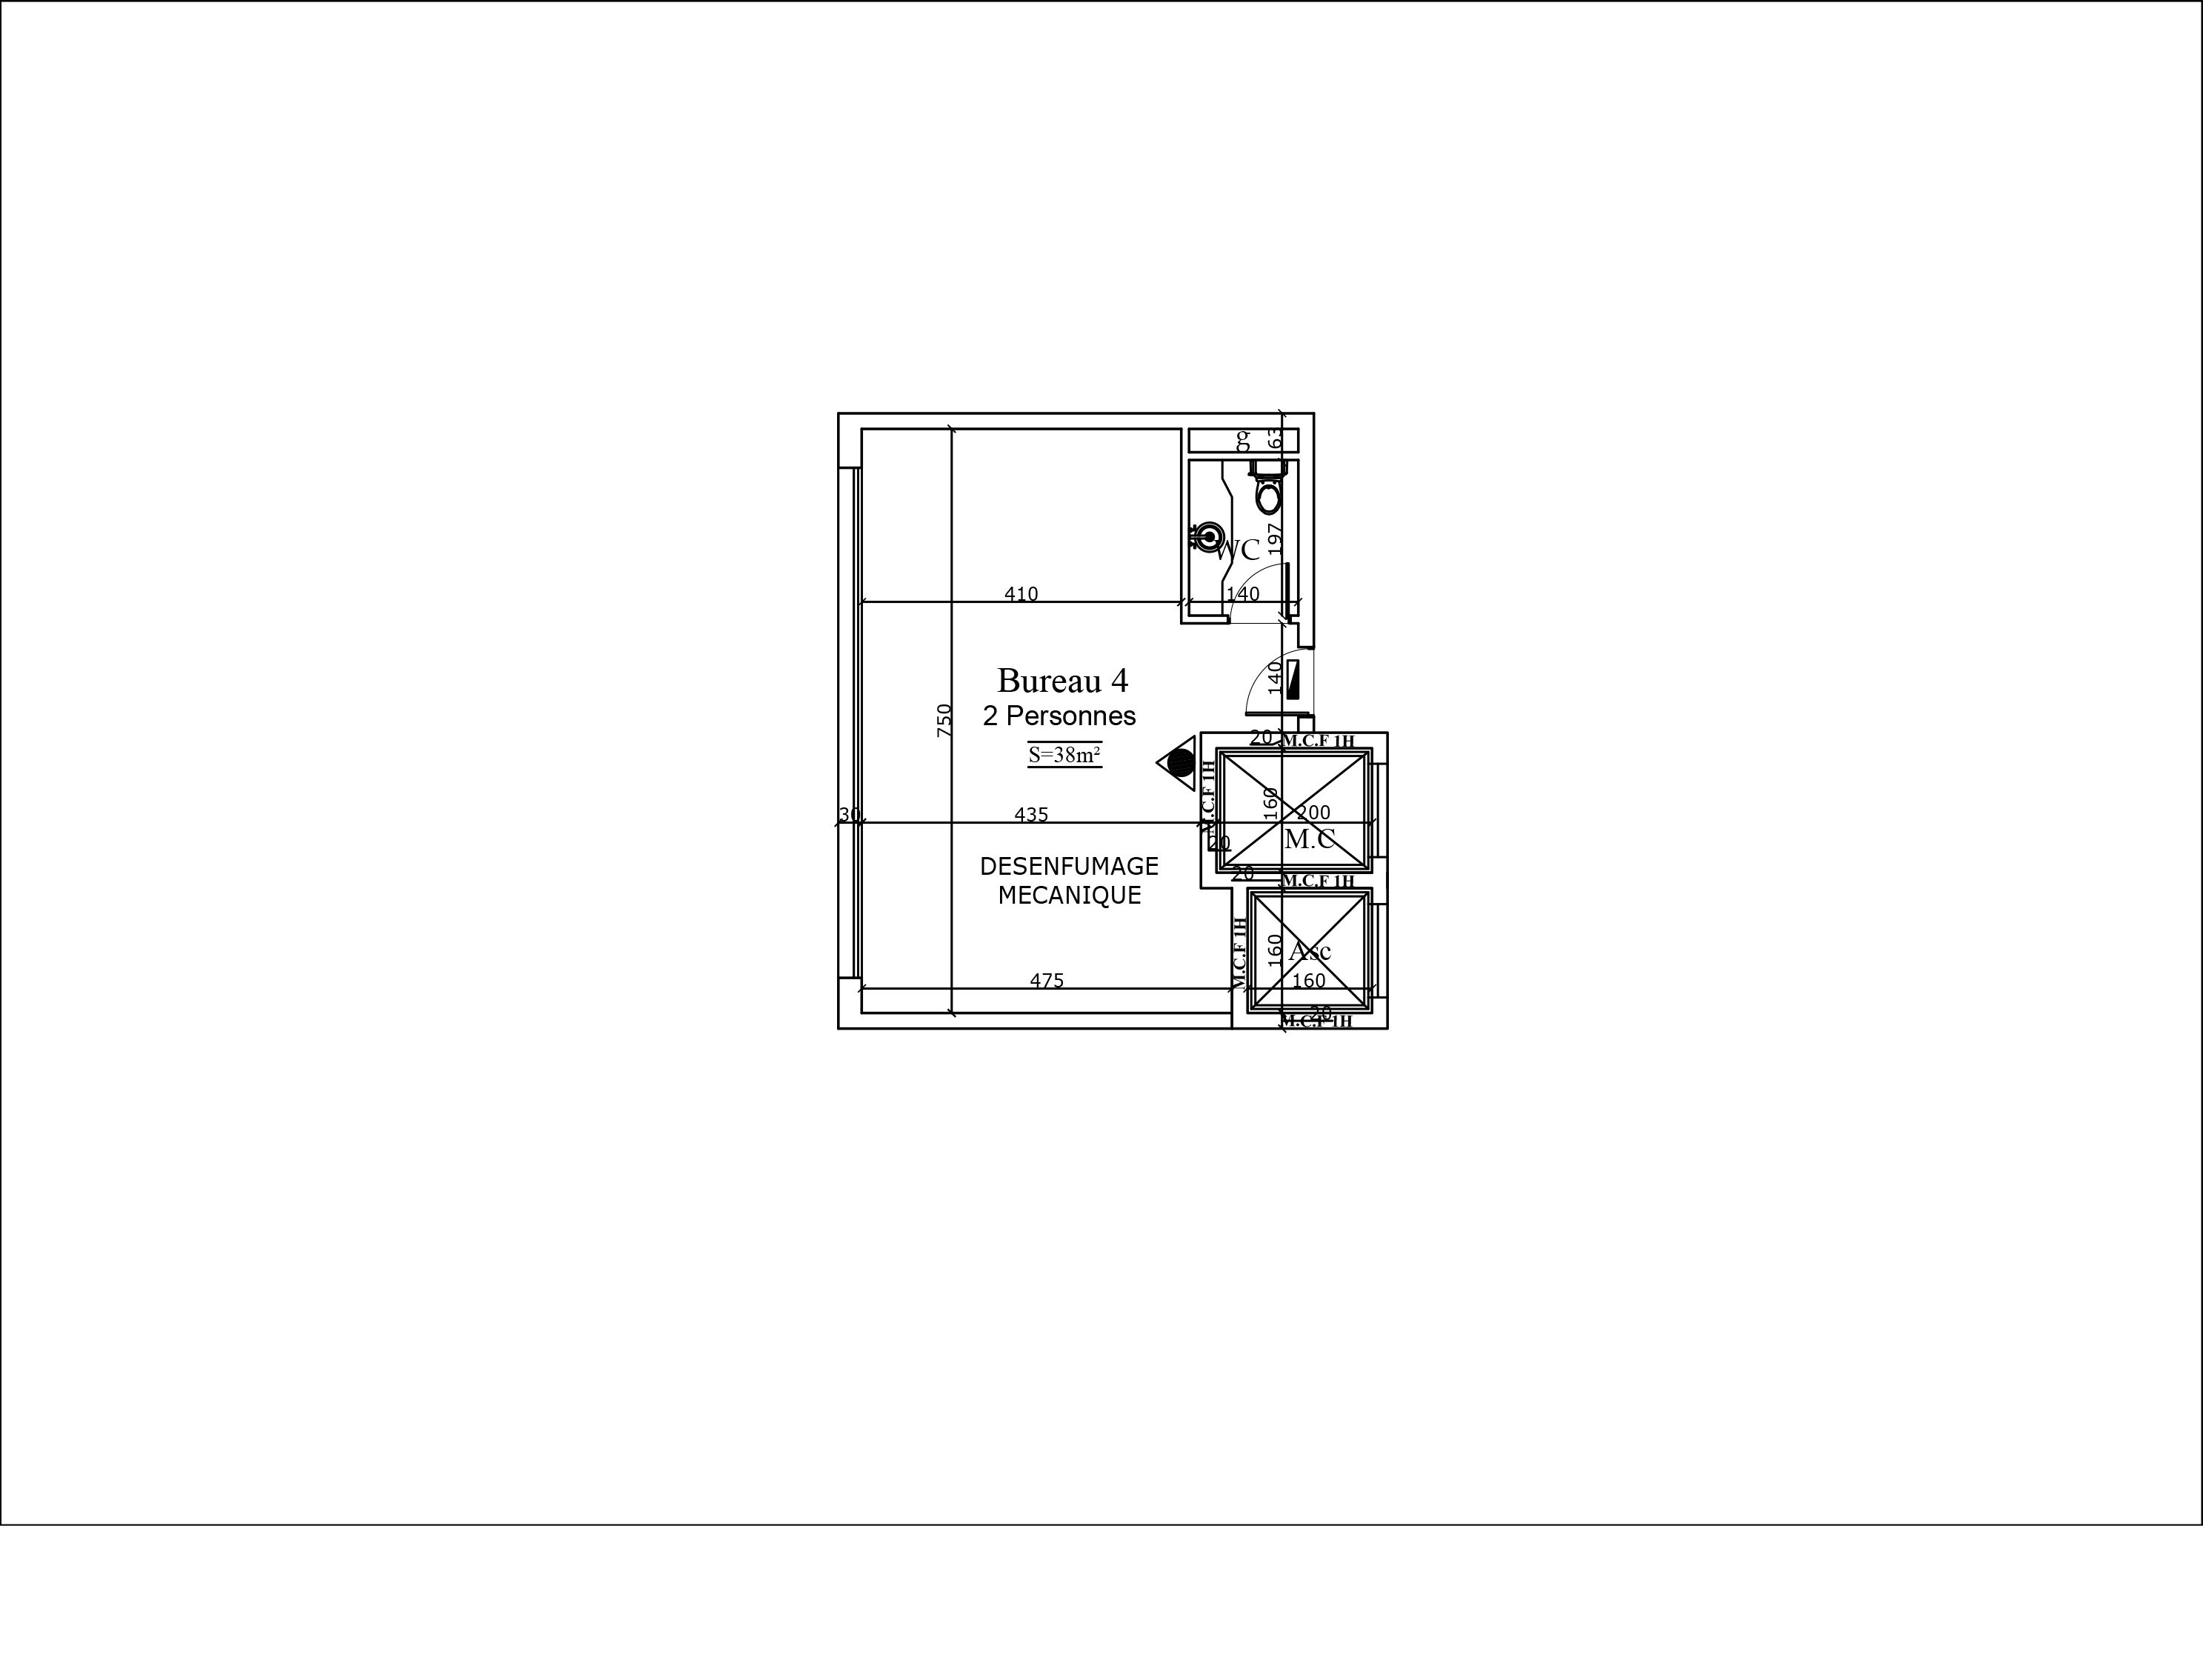 g
63
WC
197
410
140
140
Bureau 4
2 Personnes
S=38m²
750
20
M.C.F 1H
M.C.F 1H
30
435
160
200
M.C
20
20
M.C.F 1H
DESENFUMAGE
MECANIQUE
M.C.F 1H
160
Asc
475
160
20
M.C.F 1H